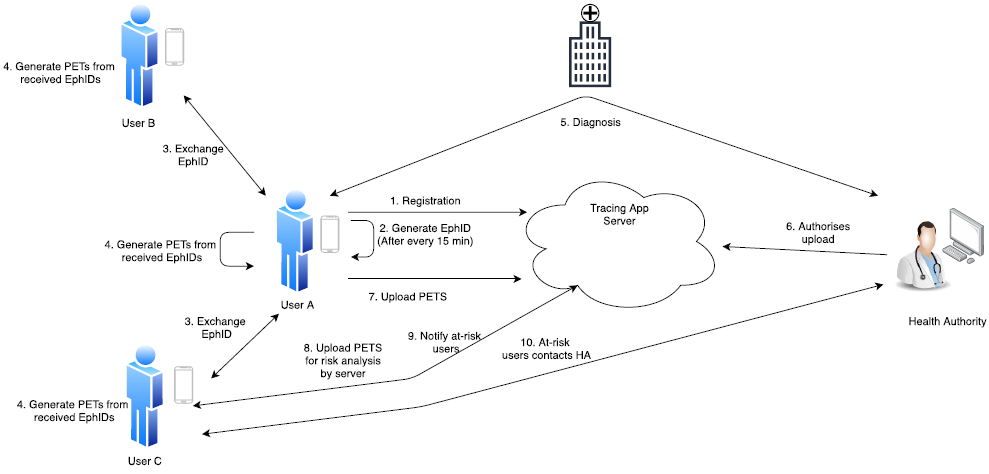 4. Generate PETs from
received EphIDs
User B
3. Exchange
EphID
5. Diagnosis
1. Registration
2. Generate EphID
(After every 15 min)
4. Generate PETs from
received EphIDs
7. Upload PETS
User A
Tracing App
Server
6. Authorises
upload
Health Authority
3. Exchange
EphID
8. Upload PETS
for risk analysis
by server
9. Notify at-risk
users
10. At-risk
users contacts HA
4. Generate PETs from
received EphIDs
User C